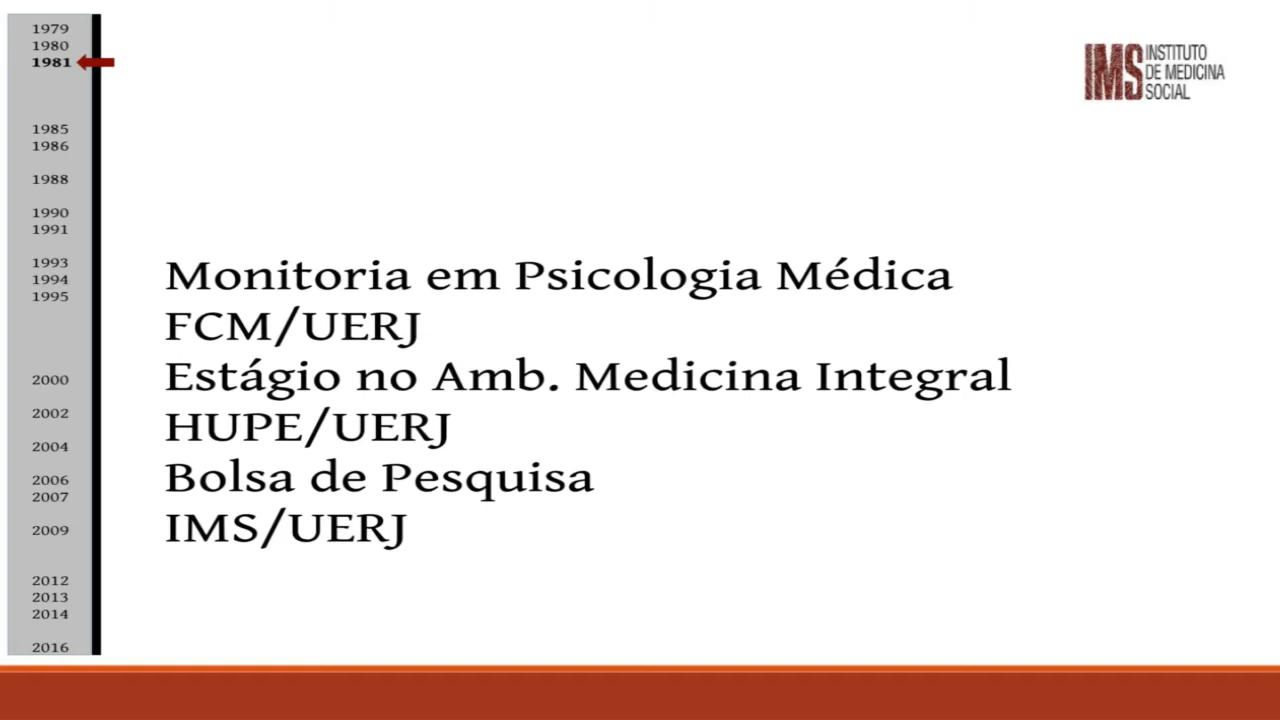 1979
1980
1981
1985
1986
1988
1990
1991
1993
1994
1995
2000
2002
2004
2006
2007
2009
2012
2013
2014
2016
IMS
INSTITUTO
DE MEDICINA
SOCIAL
Monitoria em Psicologia Médica
FCM/UERJ
Estágio no Amb. Medicina Integral
HUPE/UERJ
Bolsa de Pesquisa
IMS/UERJ